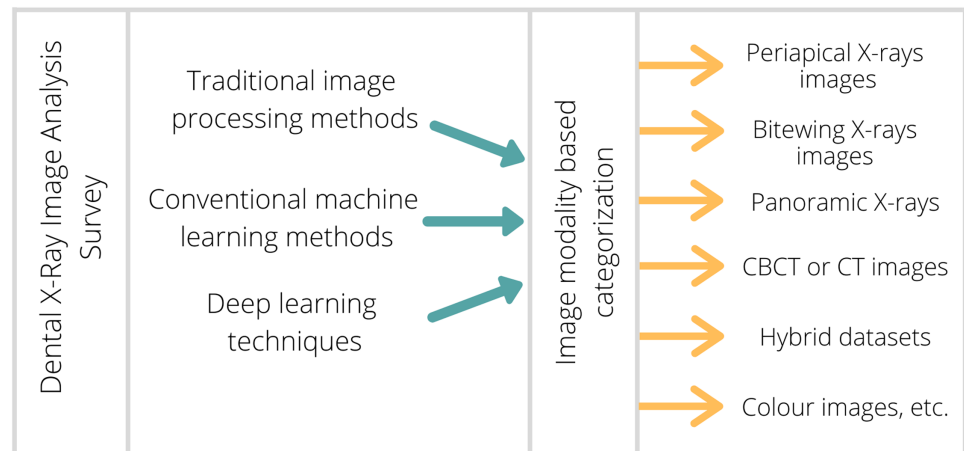 Dental X-Ray Image Analysis
Survey
Traditional image
processing methods
Conventional machine
learning methods
Deep learning
techniques
Image modality based
categorization
Periapical X-rays
images
Bitewing X-rays
images
Panoramic X-rays
CBCT or CT images
Hybrid datasets
Colour images, etc.